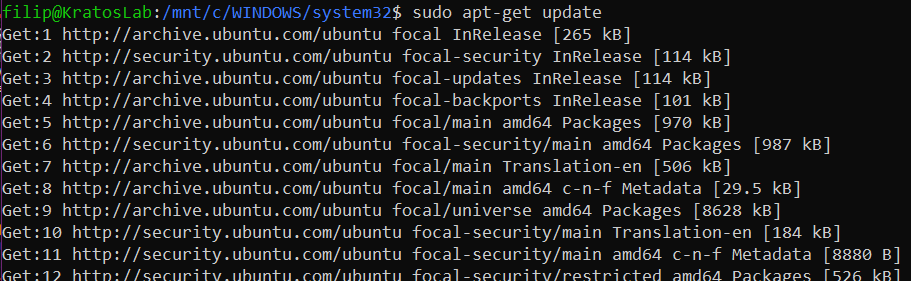 filip@KratosLab:/mnt/c/WINDOWS/system32$ sudo apt-get update
Get:1 http://archive.ubuntu.com/ubuntu focal InRelease [265 kB]
Get:2 http://security.ubuntu.com/ubuntu focal-security InRelease [114 kB]
Get:3 http://archive.ubuntu.com/ubuntu focal-updates InRelease [114 kB]
Get:4 http://archive.ubuntu.com/ubuntu focal-backports InRelease [101 kB]
Get:5 http://archive.ubuntu.com/ubuntu focal/main amd64 Packages [970 kB]
Get:6 http://security.ubuntu.com/ubuntu focal-security/main amd64 Packages [987 kB]
Get:7 http://archive.ubuntu.com/ubuntu focal/main Translation-en [506 kB]
Get:8 http://archive.ubuntu.com/ubuntu focal/main amd64 c-n-f Metadata [29.5 kB]
Get:9 http://archive.ubuntu.com/ubuntu focal/universe amd64 Packages [8628 kB]
Get:10 http://security.ubuntu.com/ubuntu focal-security/main Translation-en [184 kB]
Get:11 http://security.ubuntu.com/ubuntu focal-security/main amd64 c-n-f Metadata [8880 B]
Get:12 http://security.ubuntu.com/ubuntu focal-security/restricted amd64 Packages [526 kB]